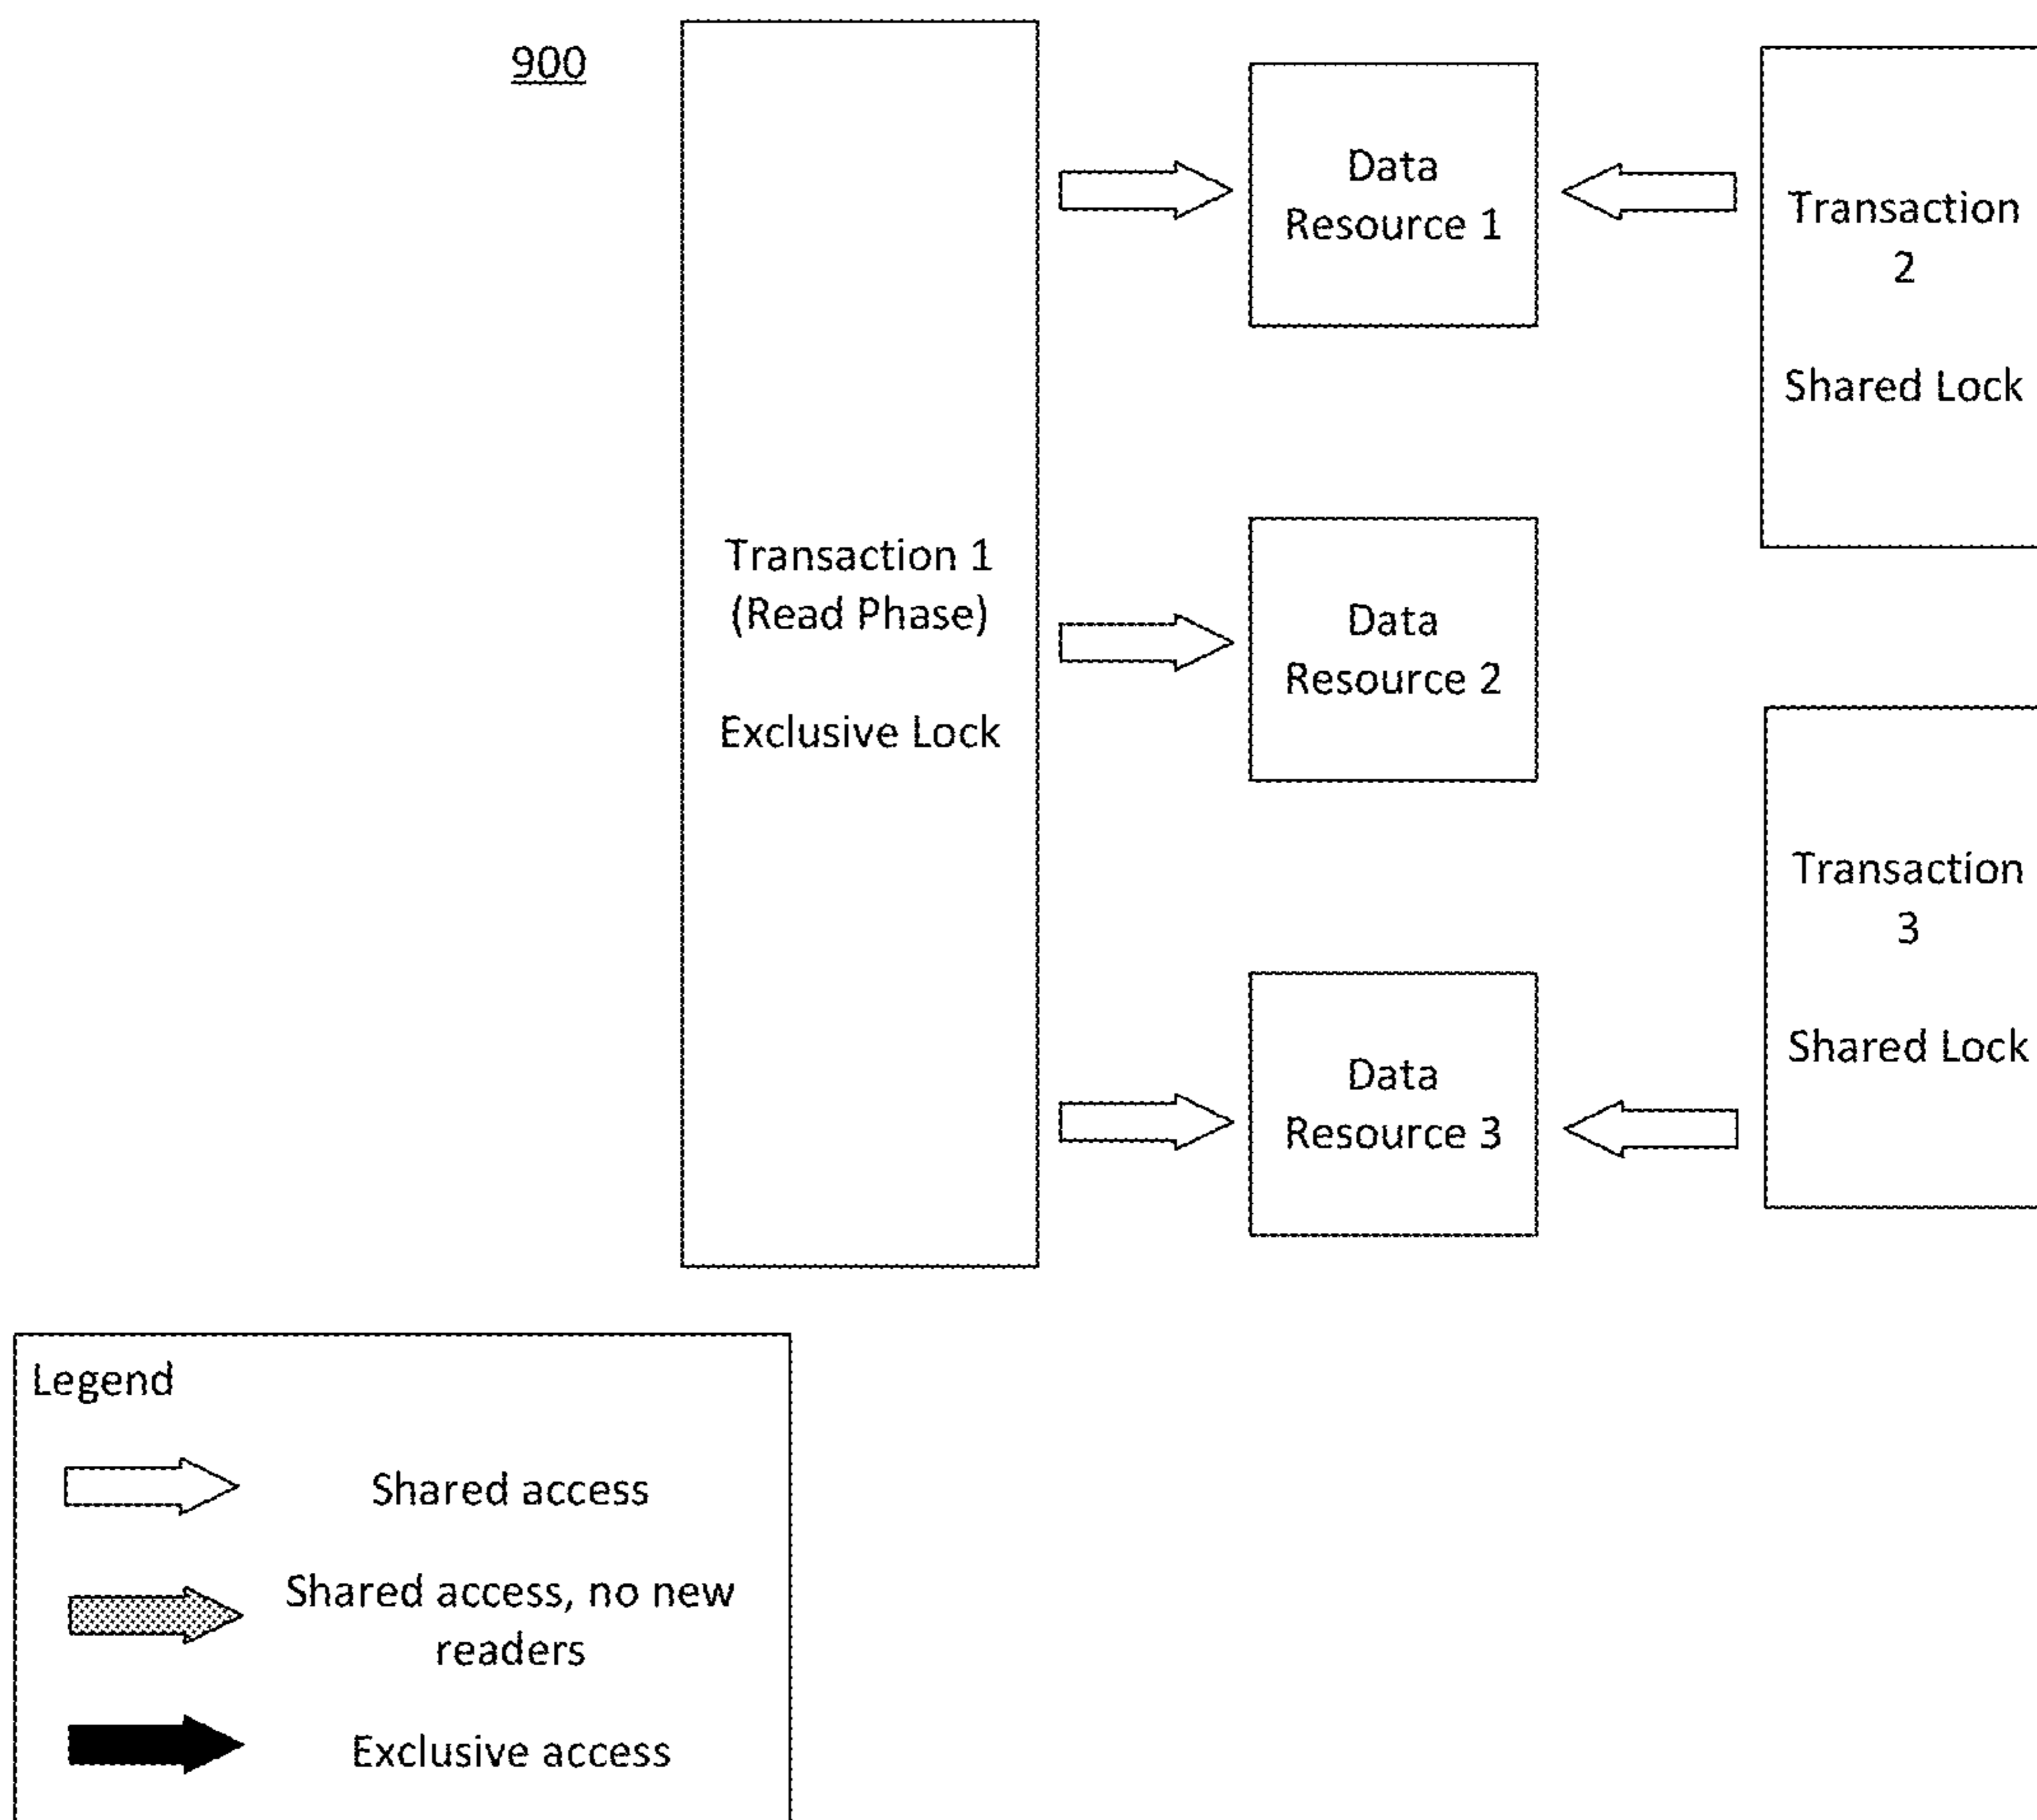 900
Transaction 1
(Read Phase)
Exclusive Lock
Data
Resource 1
Data
Resource 2
Data
Resource 3
Transaction
2
Shared Lock
Transaction
3
Shared Lock
Legend
Shared access
Shared access, no new
readers
Exclusive access